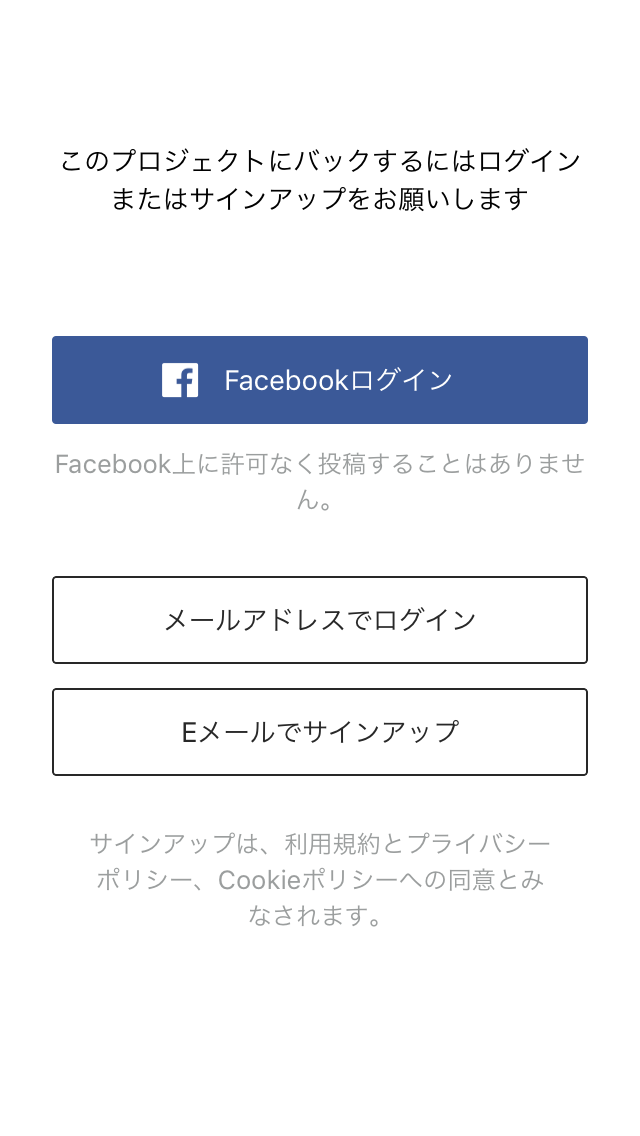 このプロジェクトにバックするにはログイン
またはサインアップをお願いします
Facebookログイン
Facebook上に許可なく投稿することはありませ
ん。
メールアドレスでログイン
Eメールでサインアップ
サインアップは、利用規約とプライバシー
ポリシー、Cookieポリシーへの同意とみ
なされます。